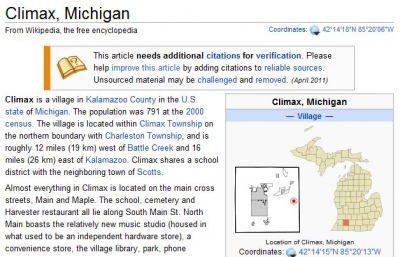 Climax, Michigan
From Wikipedia, the free encyclopedia
Coordinates: 42°14′18″N 85°20′06″W
This article needs additional citations for verification. Please
help improve this article by adding citations to reliable sources.
Unsourced material may be challenged and removed. (April 2011)
Climax is a village in Kalamazoo County in the U.S.
state of Michigan. The population was 791 at the 2000
census. The village is located within Climax Township on
the northern boundary with Charleston Township, and is
roughly 12 miles (19 km) west of Battle Creek and 16
miles (26 km) east of Kalamazoo. Climax shares a school
district with the neighboring town of Scotts.
Almost everything in Climax is located on the main cross
streets, Main and Maple. The school, cemetery and
Harvester restaurant all lie along South Main St. North
Main boasts the relatively new music studio (housed in
what used to be an independent hardware store), a
convenience store, the village library, park, phone
Climax, Michigan
— Village —
Location of Climax, Michigan
Coordinates: 42°14′15″N 85°20′13″W